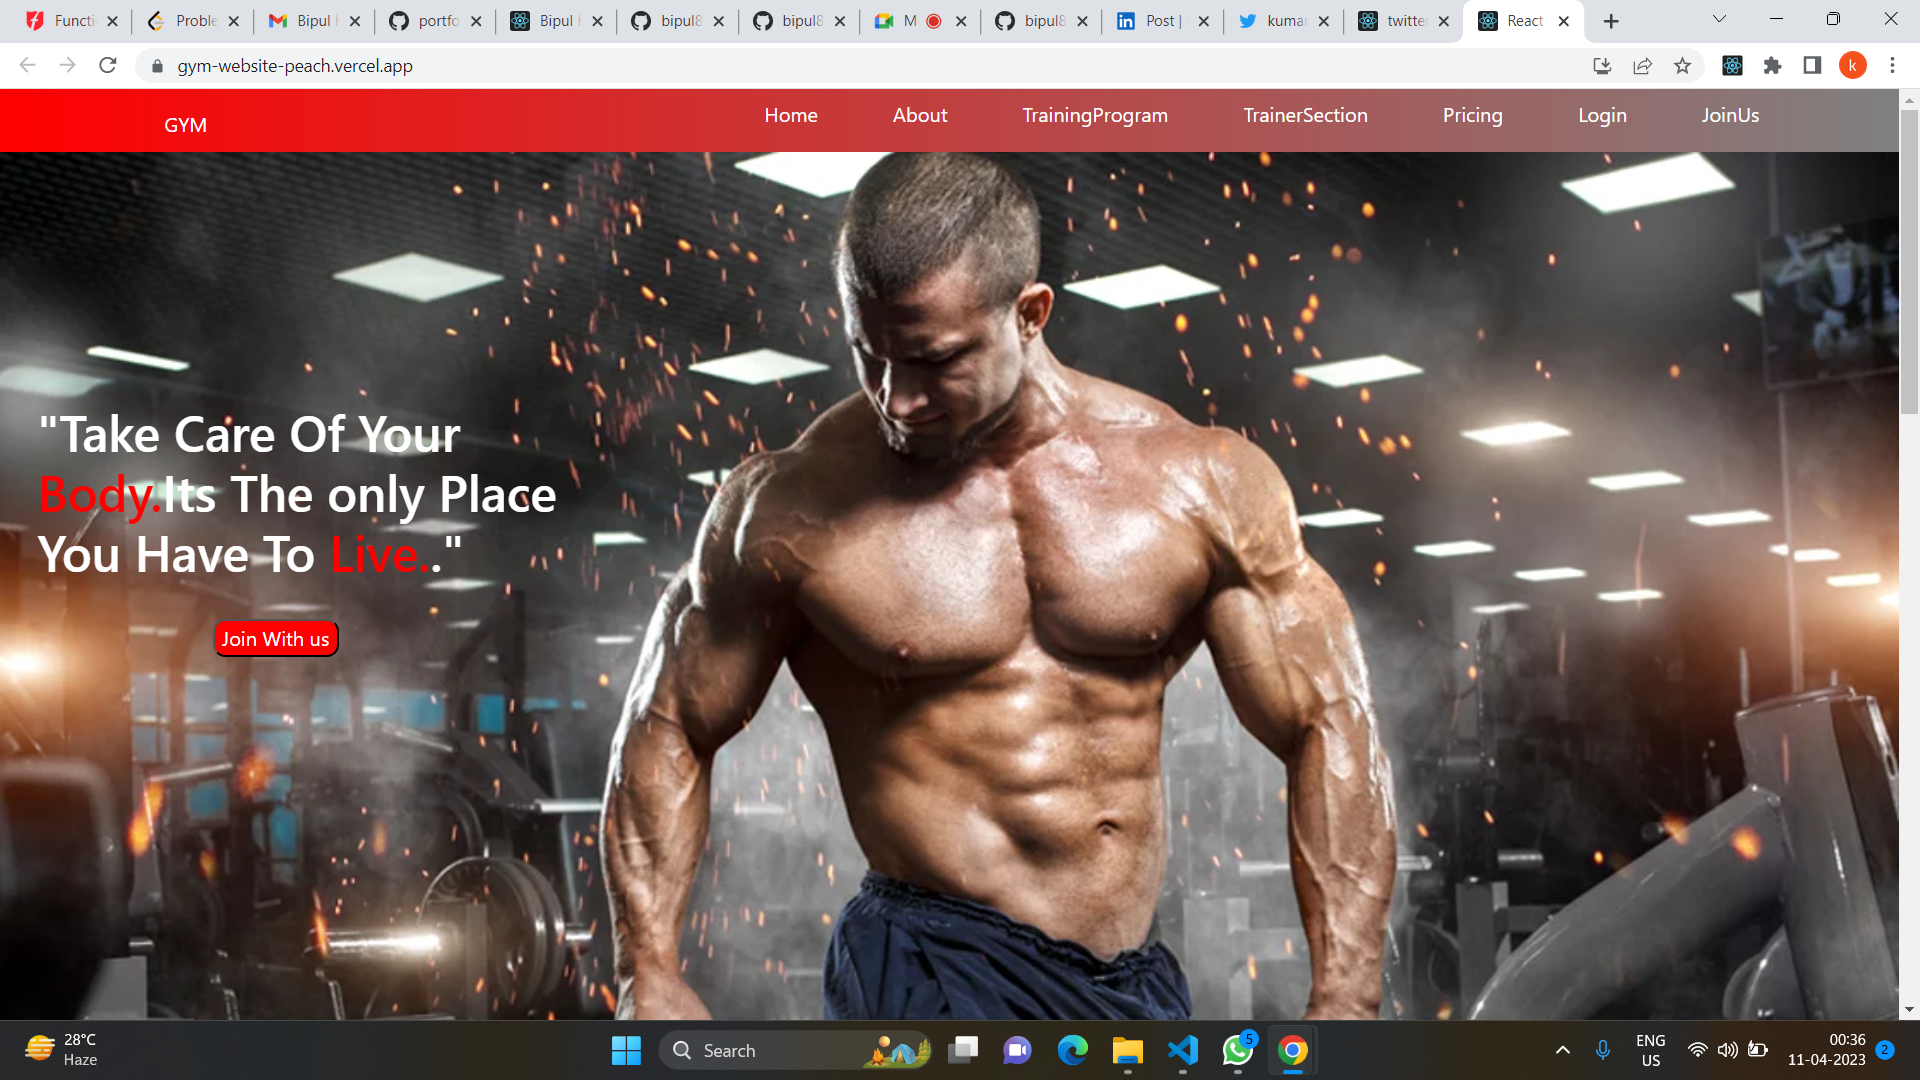 Functi
Proble
Bipul
portfo
Bipul
bipul8
bipul8
M
bipul8
Post |
kumar
twitte
React
gym-website-peach.vercel.app
k
GYM
Home
About
TrainingProgram
TrainerSection
Pricing
Login
JoinUs
"Take Care Of Your
Body.Its The only Place
You Have To Live.."
Join With us
28°C
Haze
Search
5
ENG
US
00:36
11-04-2023
2